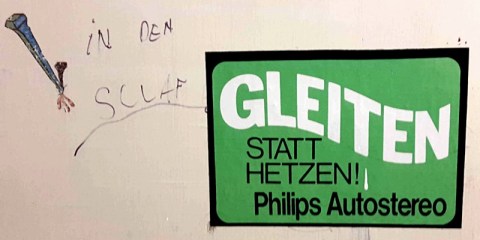 iN DEN
SCLAF
GLEITEN
STATT
HETZEN!
Philips Autostereo